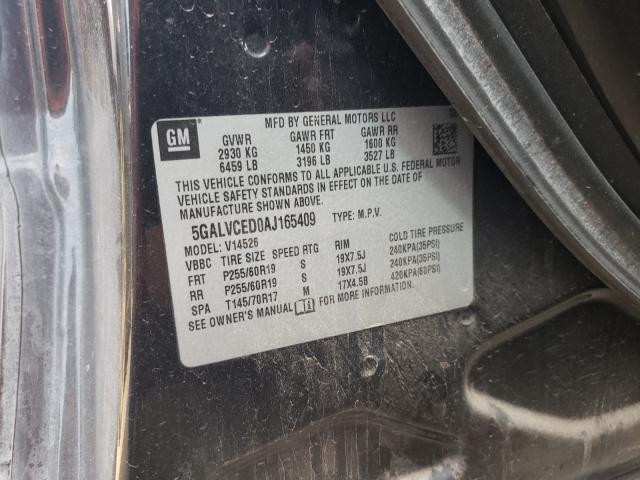 MFD BY GENERAL MOTORS LLC
GM
GVWR GAWR FRT GAWR RR
2930 KG 1450 KG 1600 KG
6459 LB 3196 LB 3527 LB
THIS VEHICLE CONFORMS TO ALL APPLICABLE U.S. FEDERAL MOTOR
VEHICLE SAFETY STANDARDS IN EFFECT ON THE DATE OF
MANUFACTURE SHOWN ABOVE.
5GALVCED0AJ165409 TYPE: M.P.V.
MODEL: V14526
VBBC TIRE SIZE SPEED RTG RIM COLD TIRE PRESSURE
FRT P255/60R19 S 19X7.5J 240KPA(35PSI)
RR P255/60R19 S 19X7.5J 240KPA(35PSI)
SPA T145/70R17 M 17X4.5B 420KPA(60PSI)
SEE OWNER'S MANUAL FOR MORE INFORMATION.